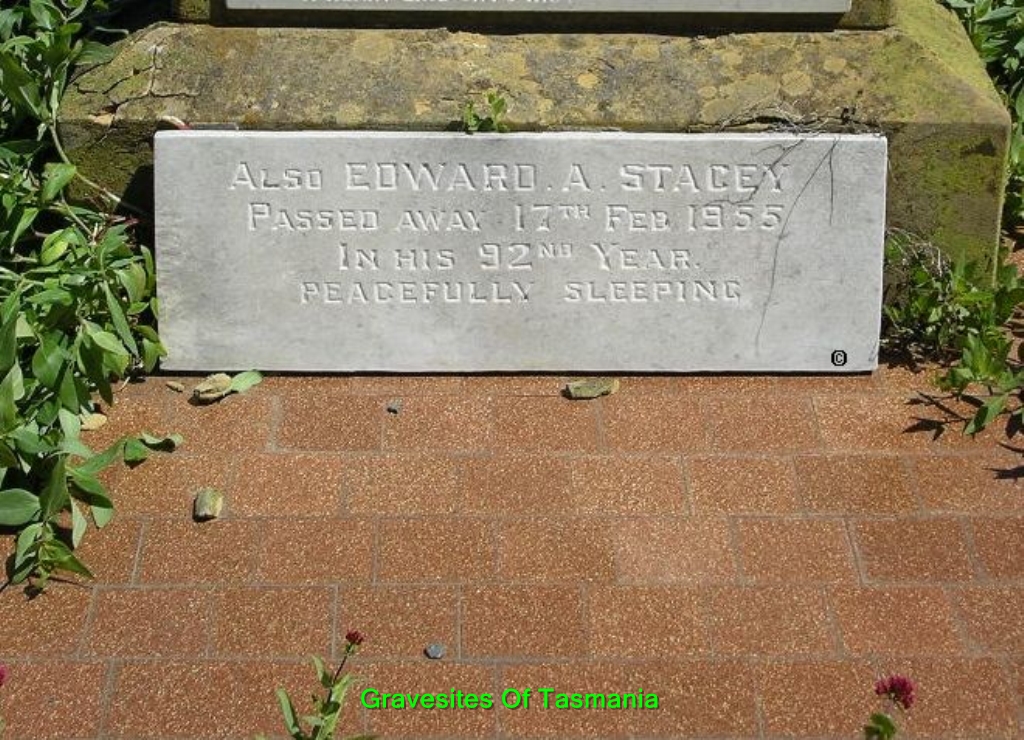 Also EDWARD. A. STACEY
Passed away 17th Feb. 1955
In his 92nd Year.
PEACEFULLY SLEEPING
©
Gravesites Of Tasmania